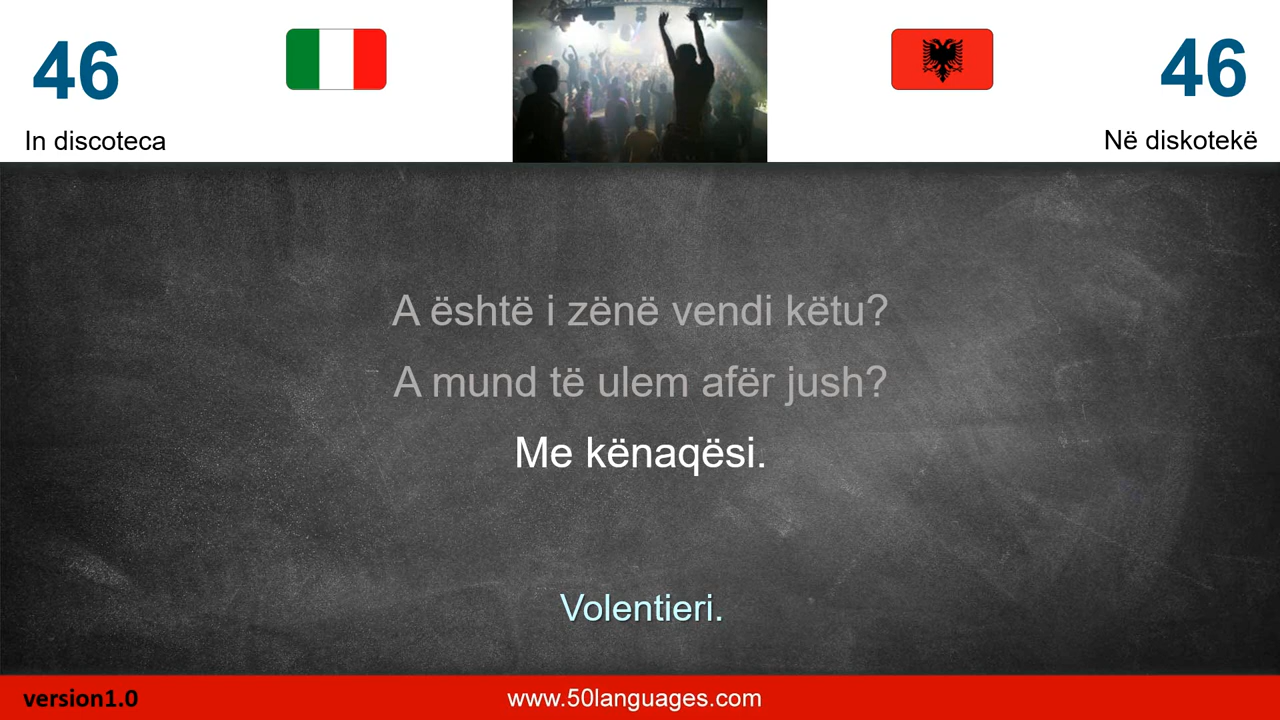 46
46
In discoteca
Në diskotekë
A është i zënë vendi këtu?
A mund të ulem afër jush?
Me kënaqësi.
Volentieri.
version1.0
www.50languages.com